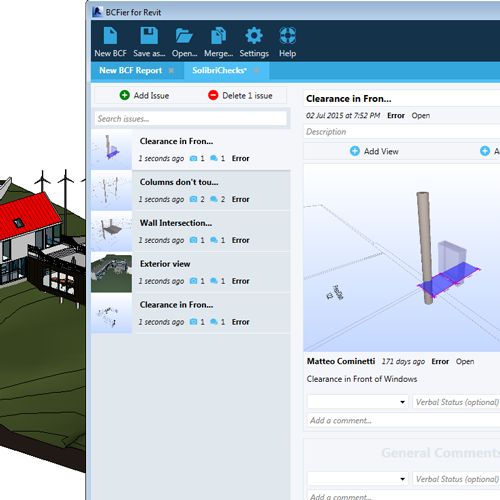 BCFier for Revit
New BCF Save as... Open... Merge... Settings Help
New BCF Report SolibriChecks*
Add Issue Delete 1 issue
Search issues...
Clearance in Fron...
1 seconds ago 1 1 Error
Columns don't tou...
1 seconds ago 2 2 Error
Wall Intersection...
1 seconds ago 1 1 Error
Exterior view
1 seconds ago 1 1 Error
Clearance in Fron...
1 seconds ago 1 1 Error
Clearance in Fron...
02 Jul 2015 at 7:52 PM Error Open
Description
Add View A
Matteo Cominetti 171 days ago Error Open
Clearance in Front of Windows
Verbal Status (optional)
Add a comment...
General Comments
Verbal Status (optional)
Add a comment...